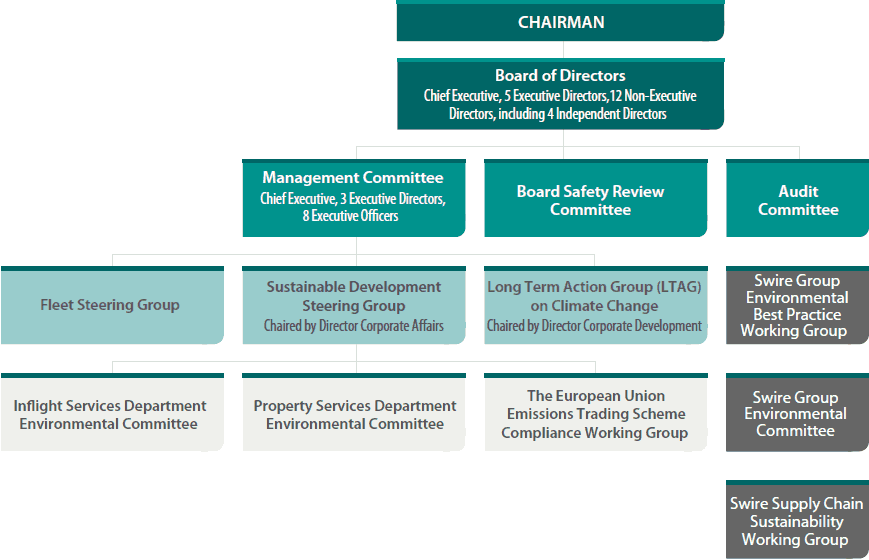 CHAIRMAN
Board of Directors
Chief Executive, 5 Executive Directors,12 Non-Executive
Directors, including 4 Independent Directors
Management Committee
Chief Executive, 3 Executive Directors,
8 Executive Officers
Board Safety Review
Committee
Audit
Committee
Fleet Steering Group
Sustainable Development
Steering Group
Chaired by Director Corporate Affairs
Long Term Action Group (LTAG)
on Climate Change
Chaired by Director Corporate Development
Swire Group
Environmental
Best Practice
Working Group
Inflight Services Department
Environmental Committee
Property Services Department
Environmental Committee
The European Union
Emissions Trading Scheme
Compliance Working Group
Swire Group
Environmental
Committee
Swire Supply Chain
Sustainability
Working Group